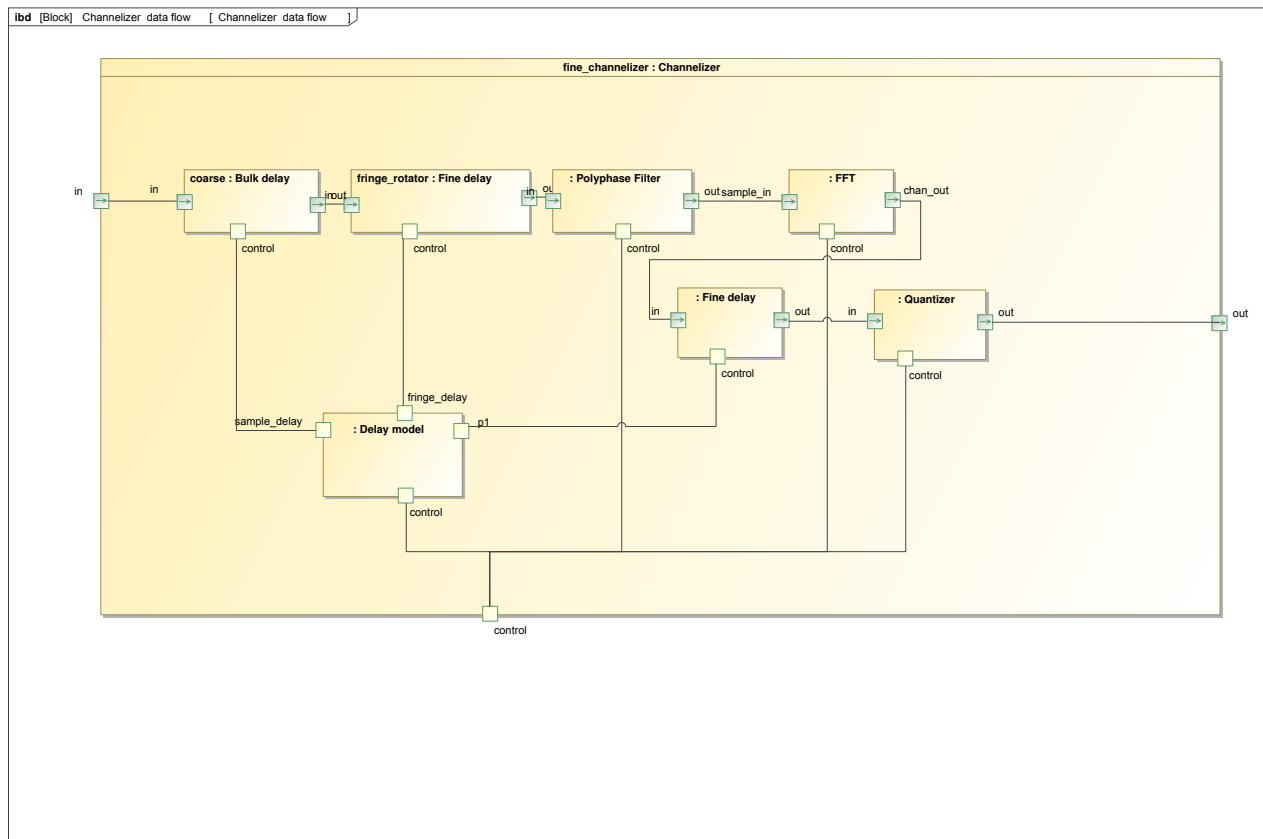 ibd [Block] Channelizer data flow [ Channelizer data flow ]
fine_channelizer : Channelizer
in
in
coarse : Bulk delay
control
out
in
fringe_rotator : Fine delay
control
out
in
: Polyphase Filter
control
out
sample_in
: FFT
control
chan_out
in
: Fine delay
control
out
in
: Quantizer
control
out
out
sample_delay
fringe_delay
: Delay model
p1
control
control